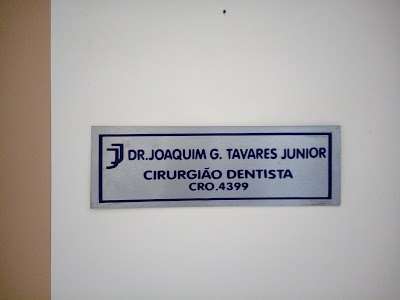 DR.JOAQUIM G. TAVARES JUNIOR
CIRURGIÃO DENTISTA
CRO.4399